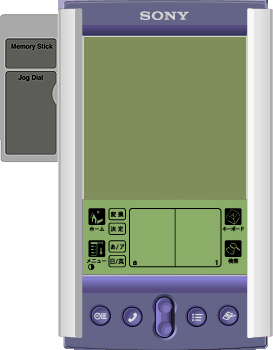 SONY
Memory Stick
Jog Dial
ホーム
変換
決定
キーボード
メニュー
あ/ア
日/英
検索
a
1